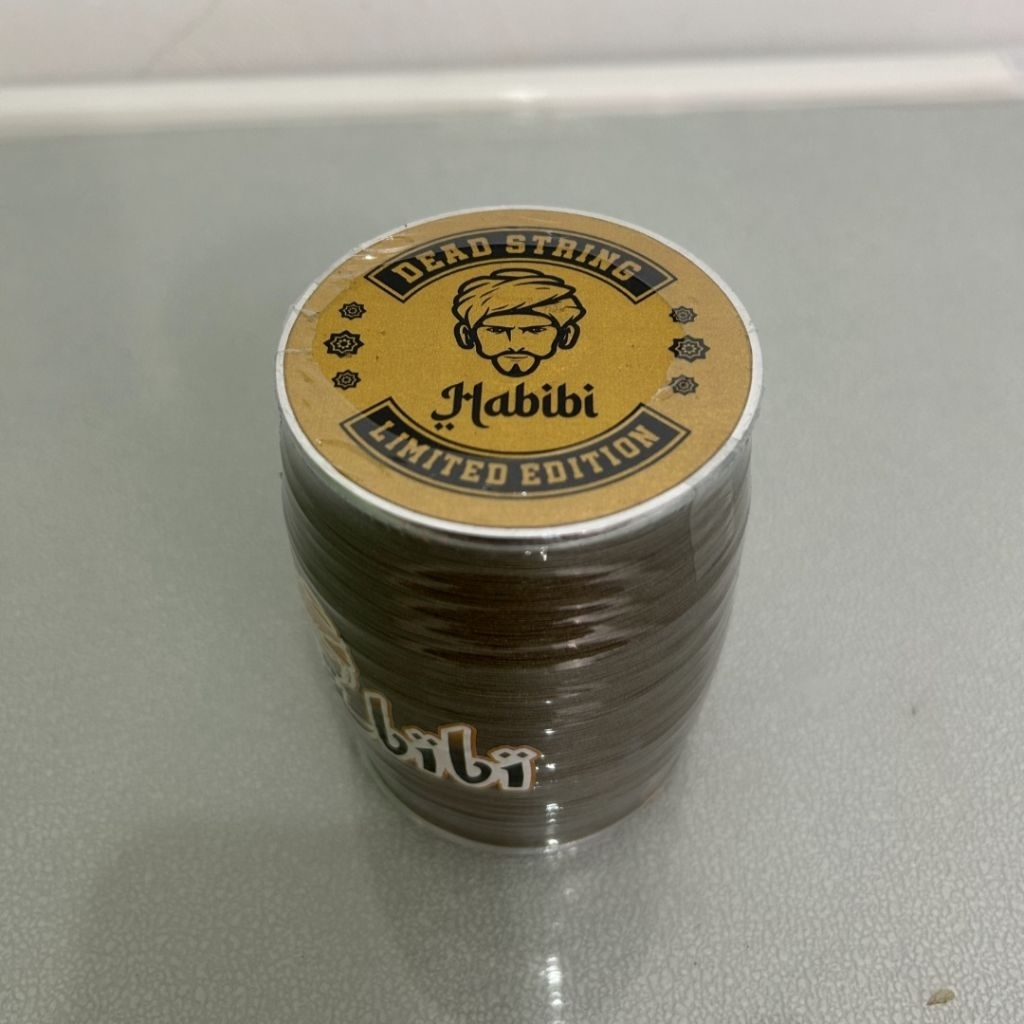 DEAD STRING
Habibi
LIMITED EDITION
bibi